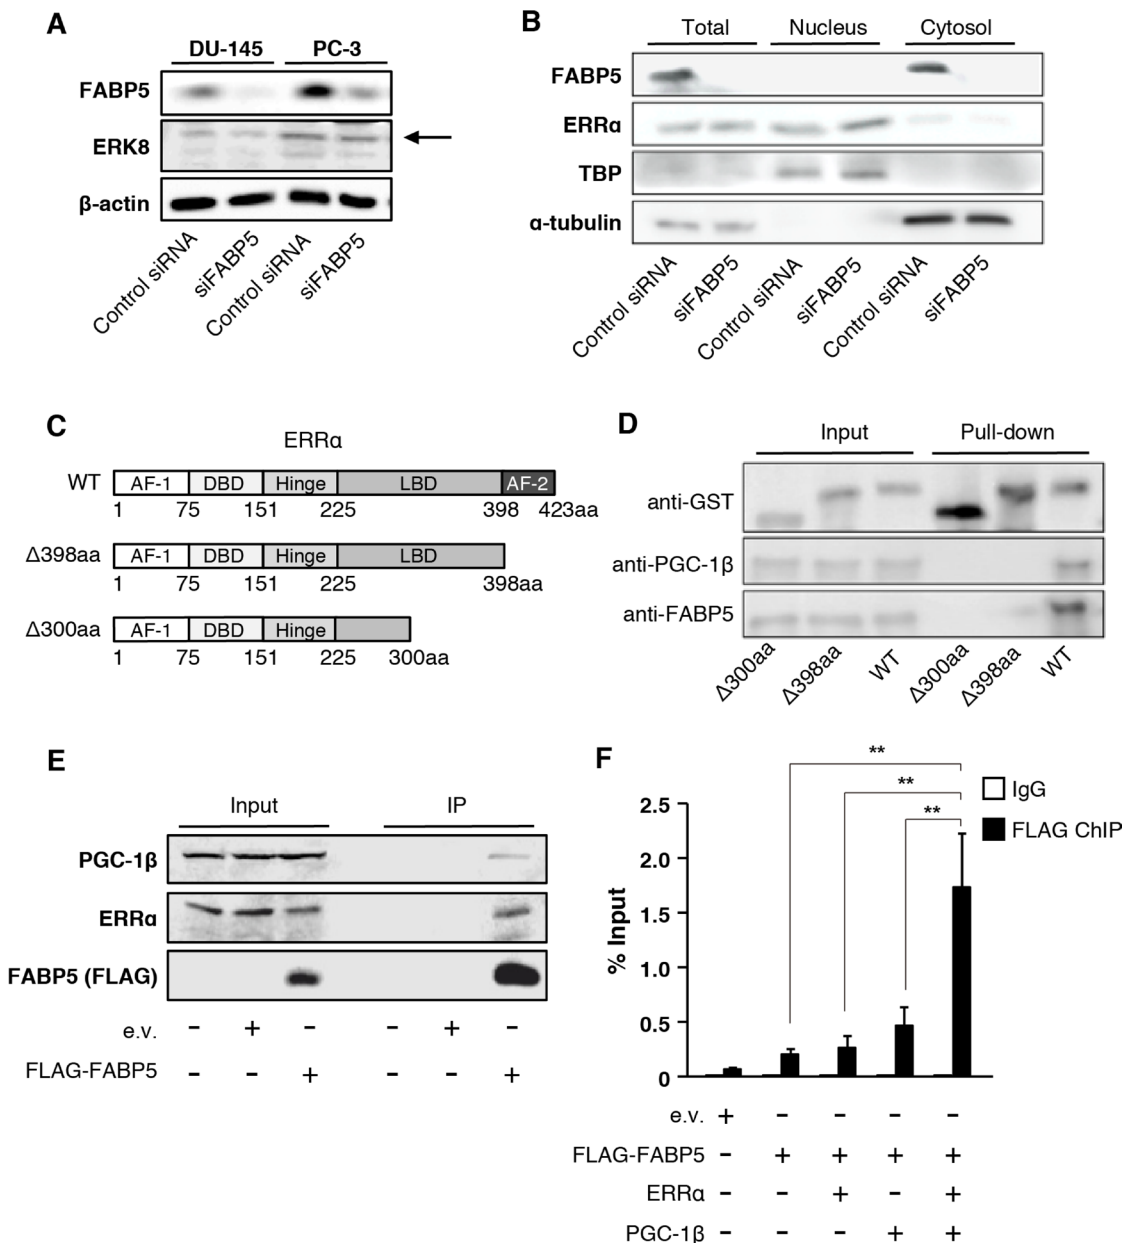 A
DU-145 PC-3
FABP5
ERK8
β-actin
Control siRNA siFABP5 Control siRNA siFABP5
B
Total Nucleus Cytosol
FABP5
ERRα
TBP
α-tubulin
Control siRNA siFABP5 Control siRNA siFABP5 Control siRNA siFABP5
C
ERRα
WT AF-1 DBD Hinge LBD AF-2
1 75 151 225 398 423aa
Δ398aa AF-1 DBD Hinge LBD
1 75 151 225 398aa
Δ300aa AF-1 DBD Hinge
1 75 151 225 300aa
D
Input Pull-down
anti-GST
anti-PGC-1β
anti-FABP5
Δ300aa Δ398aa WT Δ300aa Δ398aa WT
E
Input IP
PGC-1β
ERRα
FABP5 (FLAG)
e.v. - + - - + -
FLAG-FABP5 - - + - - +
F
**
**
**
IgG
FLAG ChIP
% Input
2.5
2.0
1.5
1.0
0.5
0
e.v. + - - - -
FLAG-FABP5 - + + + +
ERRα - - + - +
PGC-1β - - - + +